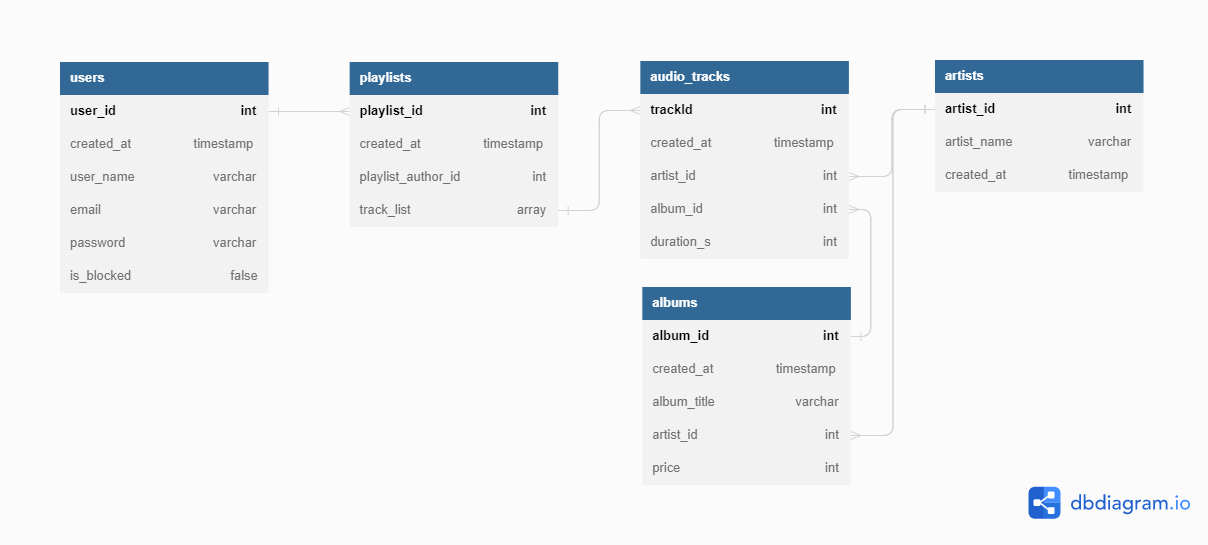 users
user_id int
created_at timestamp
user_name varchar
email varchar
password varchar
is_blocked false
playlists
playlist_id int
created_at timestamp
playlist_author_id int
track_list array
audio_tracks
trackId int
created_at timestamp
artist_id int
album_id int
duration_s int
albums
album_id int
created_at timestamp
album_title varchar
artist_id int
price int
artists
artist_id int
artist_name varchar
created_at timestamp
dbdiagram.io